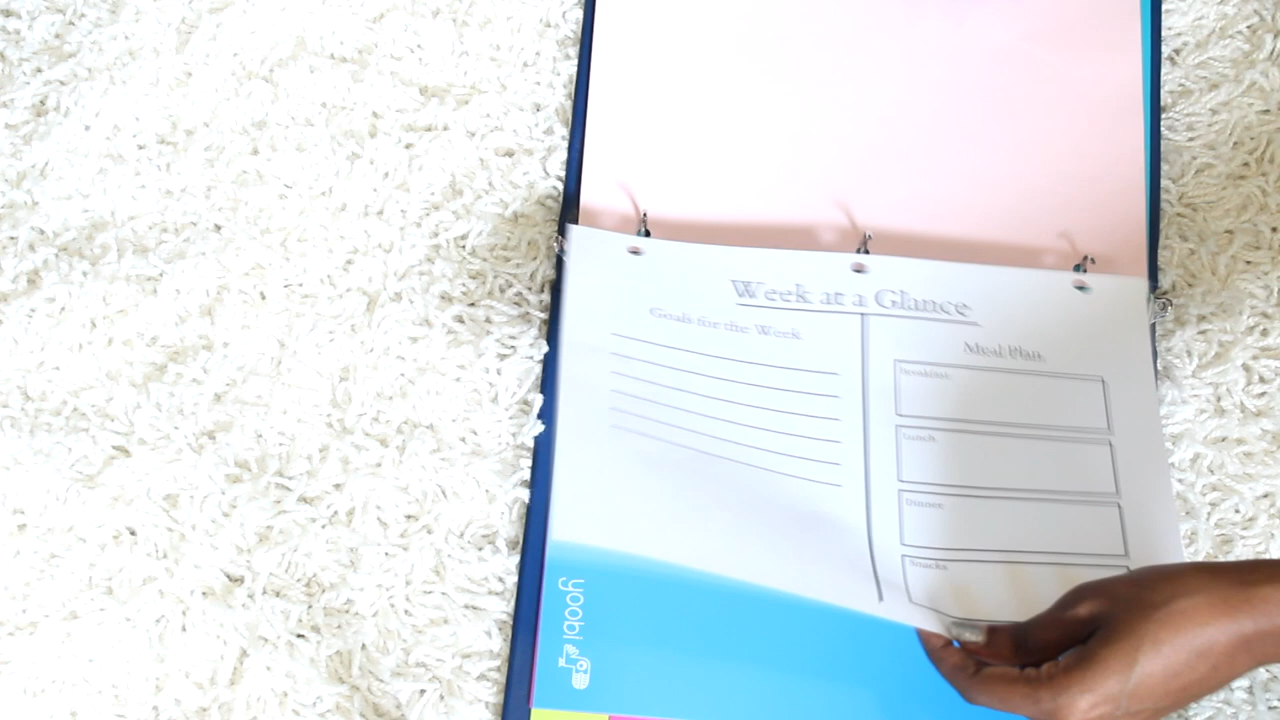 Week at a Glance
Goals for the Week
Meal Plan
Breakfast:
Lunch:
Dinner:
Snacks
yoobi